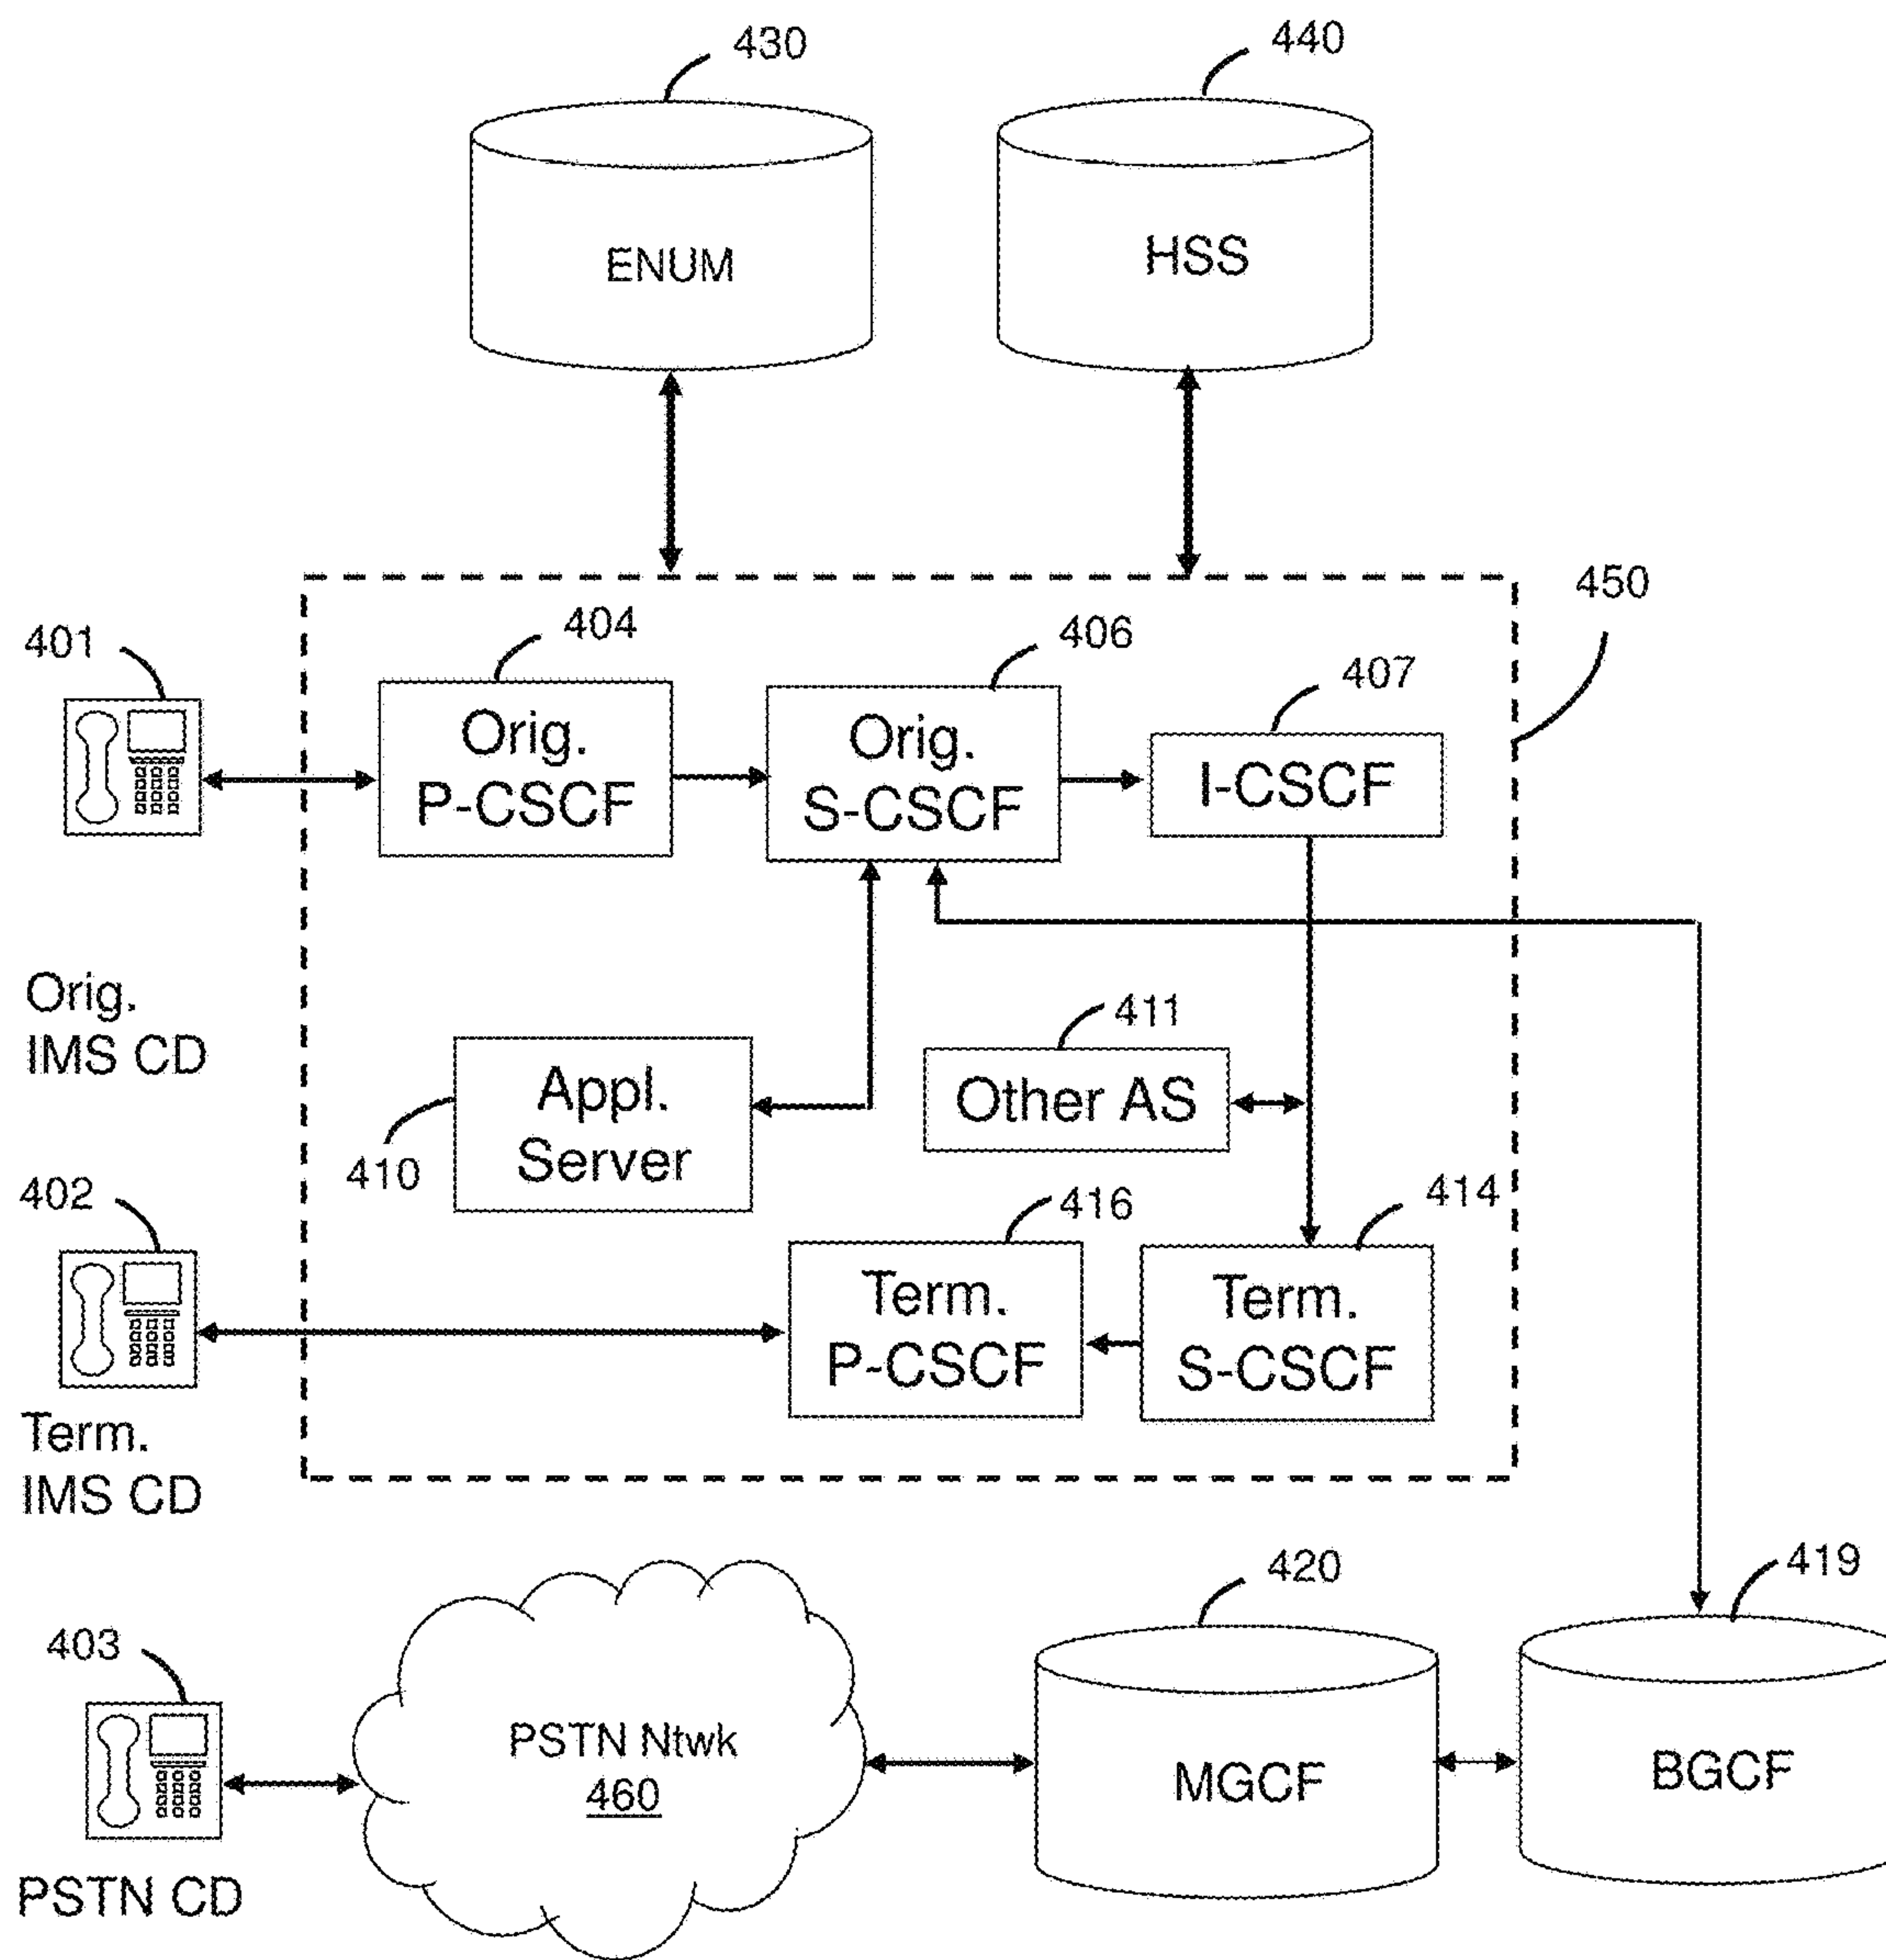 430
440
ENUM
HSS
450
404
406
401
407
Orig.
P-CSCF
Orig.
S-CSCF
I-CSCF
Orig.
IMS CD
411
Other AS
Appl.
Server
410
402
416
414
Term.
P-CSCF
Term.
S-CSCF
Term.
IMS CD
420
419
403
PSTN Ntwk
460
MGCF
BGCF
PSTN CD